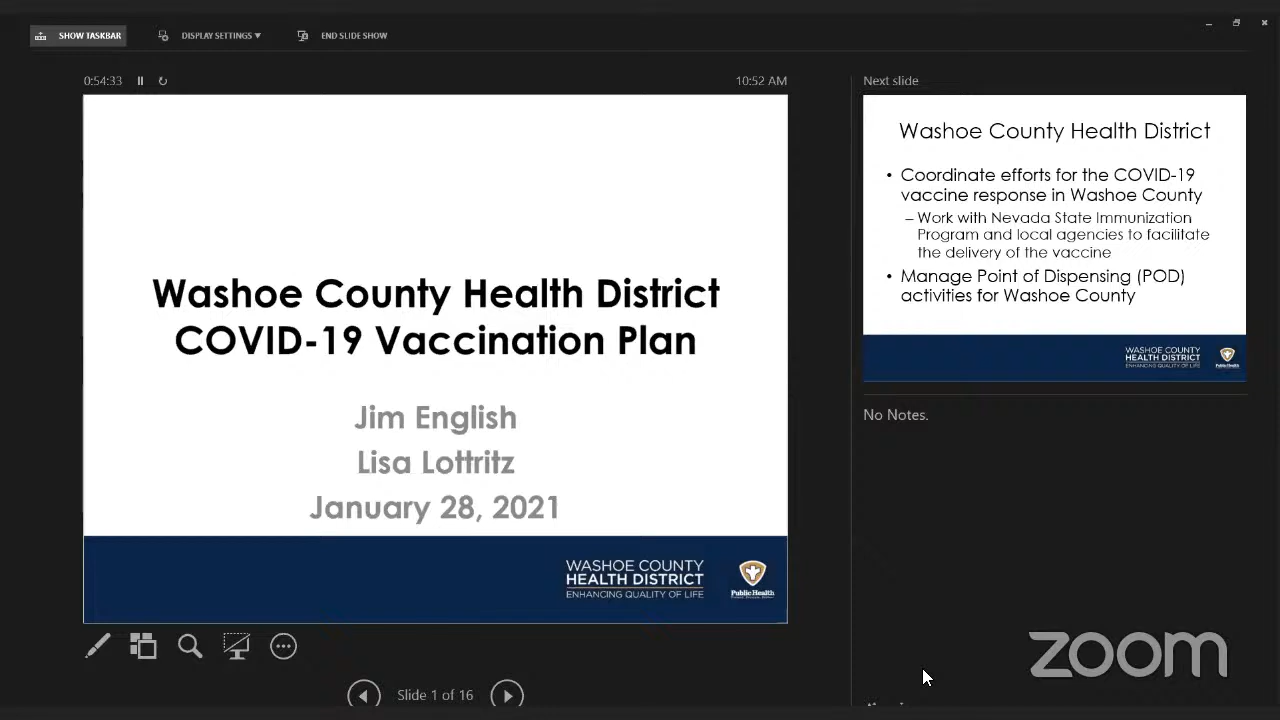 SHOW TASKBAR
DISPLAY SETTINGS
END SLIDE SHOW
0:54:33
10:52 AM
Washoe County Health District
COVID-19 Vaccination Plan
Jim English
Lisa Lottritz
January 28, 2021
WASHOE COUNTY
HEALTH DISTRICT
ENHANCING QUALITY OF LIFE
Public Health
Slide 1 of 16
Next slide
Washoe County Health District
• Coordinate efforts for the COVID-19
vaccine response in Washoe County
– Work with Nevada State Immunization
Program and local agencies to facilitate
the delivery of the vaccine
• Manage Point of Dispensing (POD)
activities for Washoe County
WASHOE COUNTY
HEALTH DISTRICT
ENHANCING QUALITY OF LIFE
Public Health
No Notes.
zoom